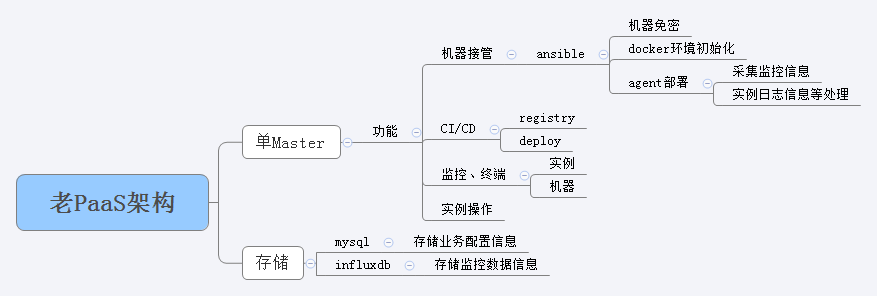 老PaaS架构
单Master
功能
机器接管
ansible
机器免密
docker环境初始化
agent部署
采集监控信息
实例日志信息等处理
CI/CD
registry
deploy
监控、终端
实例
机器
实例操作
存储
mysql
存储业务配置信息
influxdb
存储监控数据信息